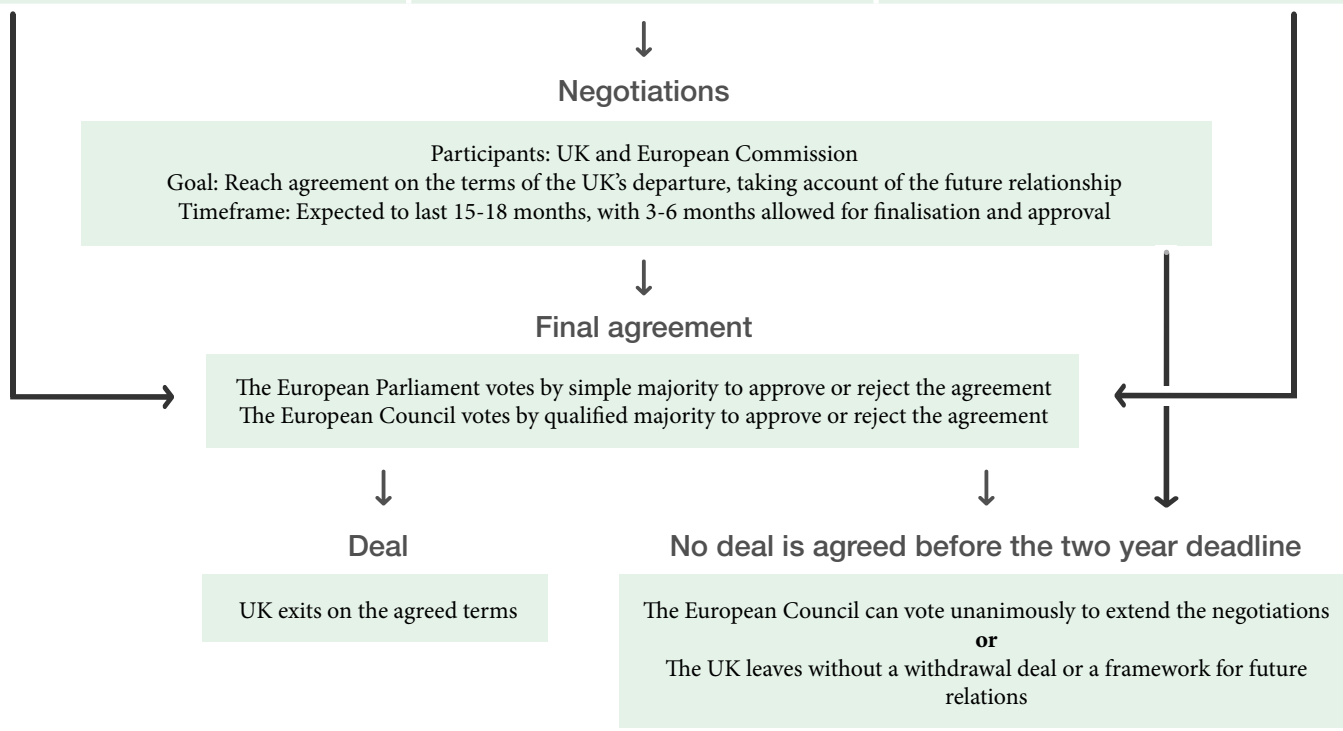 Negotiations
Participants: UK and European Commission
Goal: Reach agreement on the terms of the UK’s departure, taking account of the future relationship
Timeframe: Expected to last 15-18 months, with 3-6 months allowed for finalisation and approval
Final agreement
The European Parliament votes by simple majority to approve or reject the agreement
The European Council votes by qualified majority to approve or reject the agreement
Deal
UK exits on the agreed terms
No deal is agreed before the two year deadline
The European Council can vote unanimously to extend the negotiations
or
The UK leaves without a withdrawal deal or a framework for future
relations